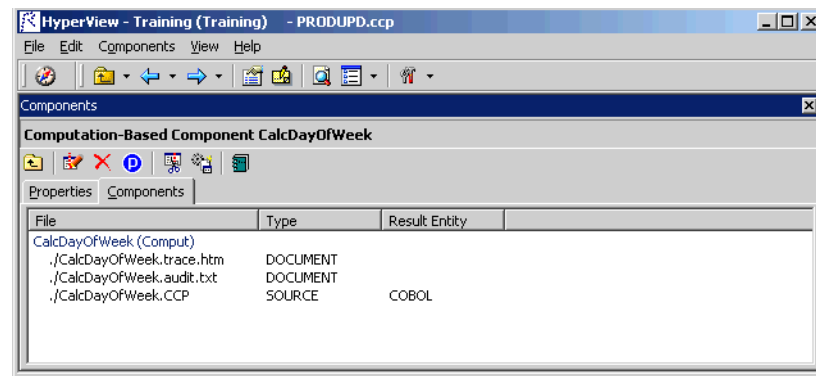 HyperView - Training (Training) - PRODUPD.ccp
File Edit Components View Help
Components
Computation-Based Component CalcDayOfWeek
Properties Components
File Type Result Entity
CalcDayOfWeek (Comput)
./CalcDayOfWeek.trace.htm DOCUMENT
./CalcDayOfWeek.audit.txt DOCUMENT
./CalcDayOfWeek.CCP SOURCE COBOL